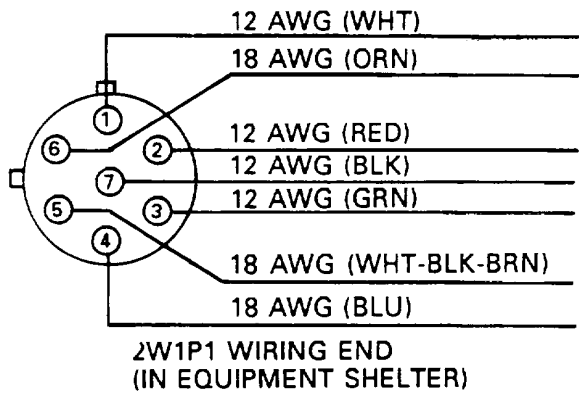 12 AWG (WHT)
18 AWG (ORN)
1
6
2
12 AWG (RED)
7
12 AWG (BLK)
5
3
12 AWG (GRN)
4
18 AWG (WHT-BLK-BRN)
18 AWG (BLU)
2W1P1 WIRING END
(IN EQUIPMENT SHELTER)